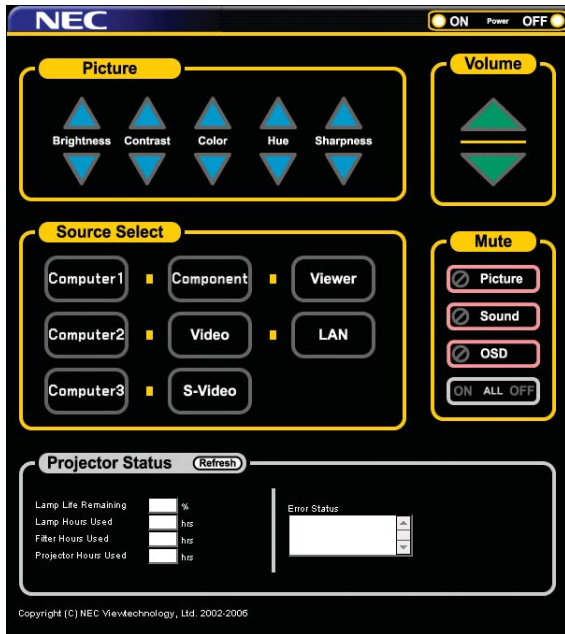 NEC
ON Power OFF
Picture
Volume
Brightness Contrast Color Hue Sharpness
Source Select
Mute
Computer1 Component Viewer
Picture
Computer2 Video LAN
Sound
OSD
Computer3 S-Video
ON ALL OFF
Projector Status Refresh
Lamp Life Remaining %
Lamp Hours Used hrs
Filter Hours Used hrs
Projector Hours Used hrs
Error Status
Copyright (C) NEC Viewtechnology, Ltd. 2002-2006